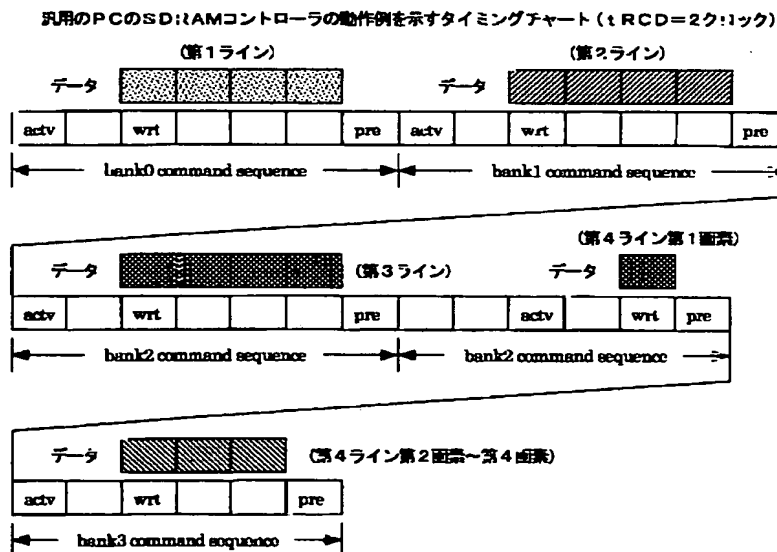 汎用のPCのSDRAMコントローラの動作例を示すタイミングチャート(tRCD=2クロック)
(第1ライン) (第2ライン)
データ データ
actv wrt pre actv wrt pre
bank0 command sequence bank1 command sequence
(第4ライン第1画素)
データ (第3ライン) データ
actv wrt pre actv wrt pre
bank2 command sequence bank2 command sequence
データ (第4ライン第2画素~第4画素)
actv wrt pre
bank3 command sequence